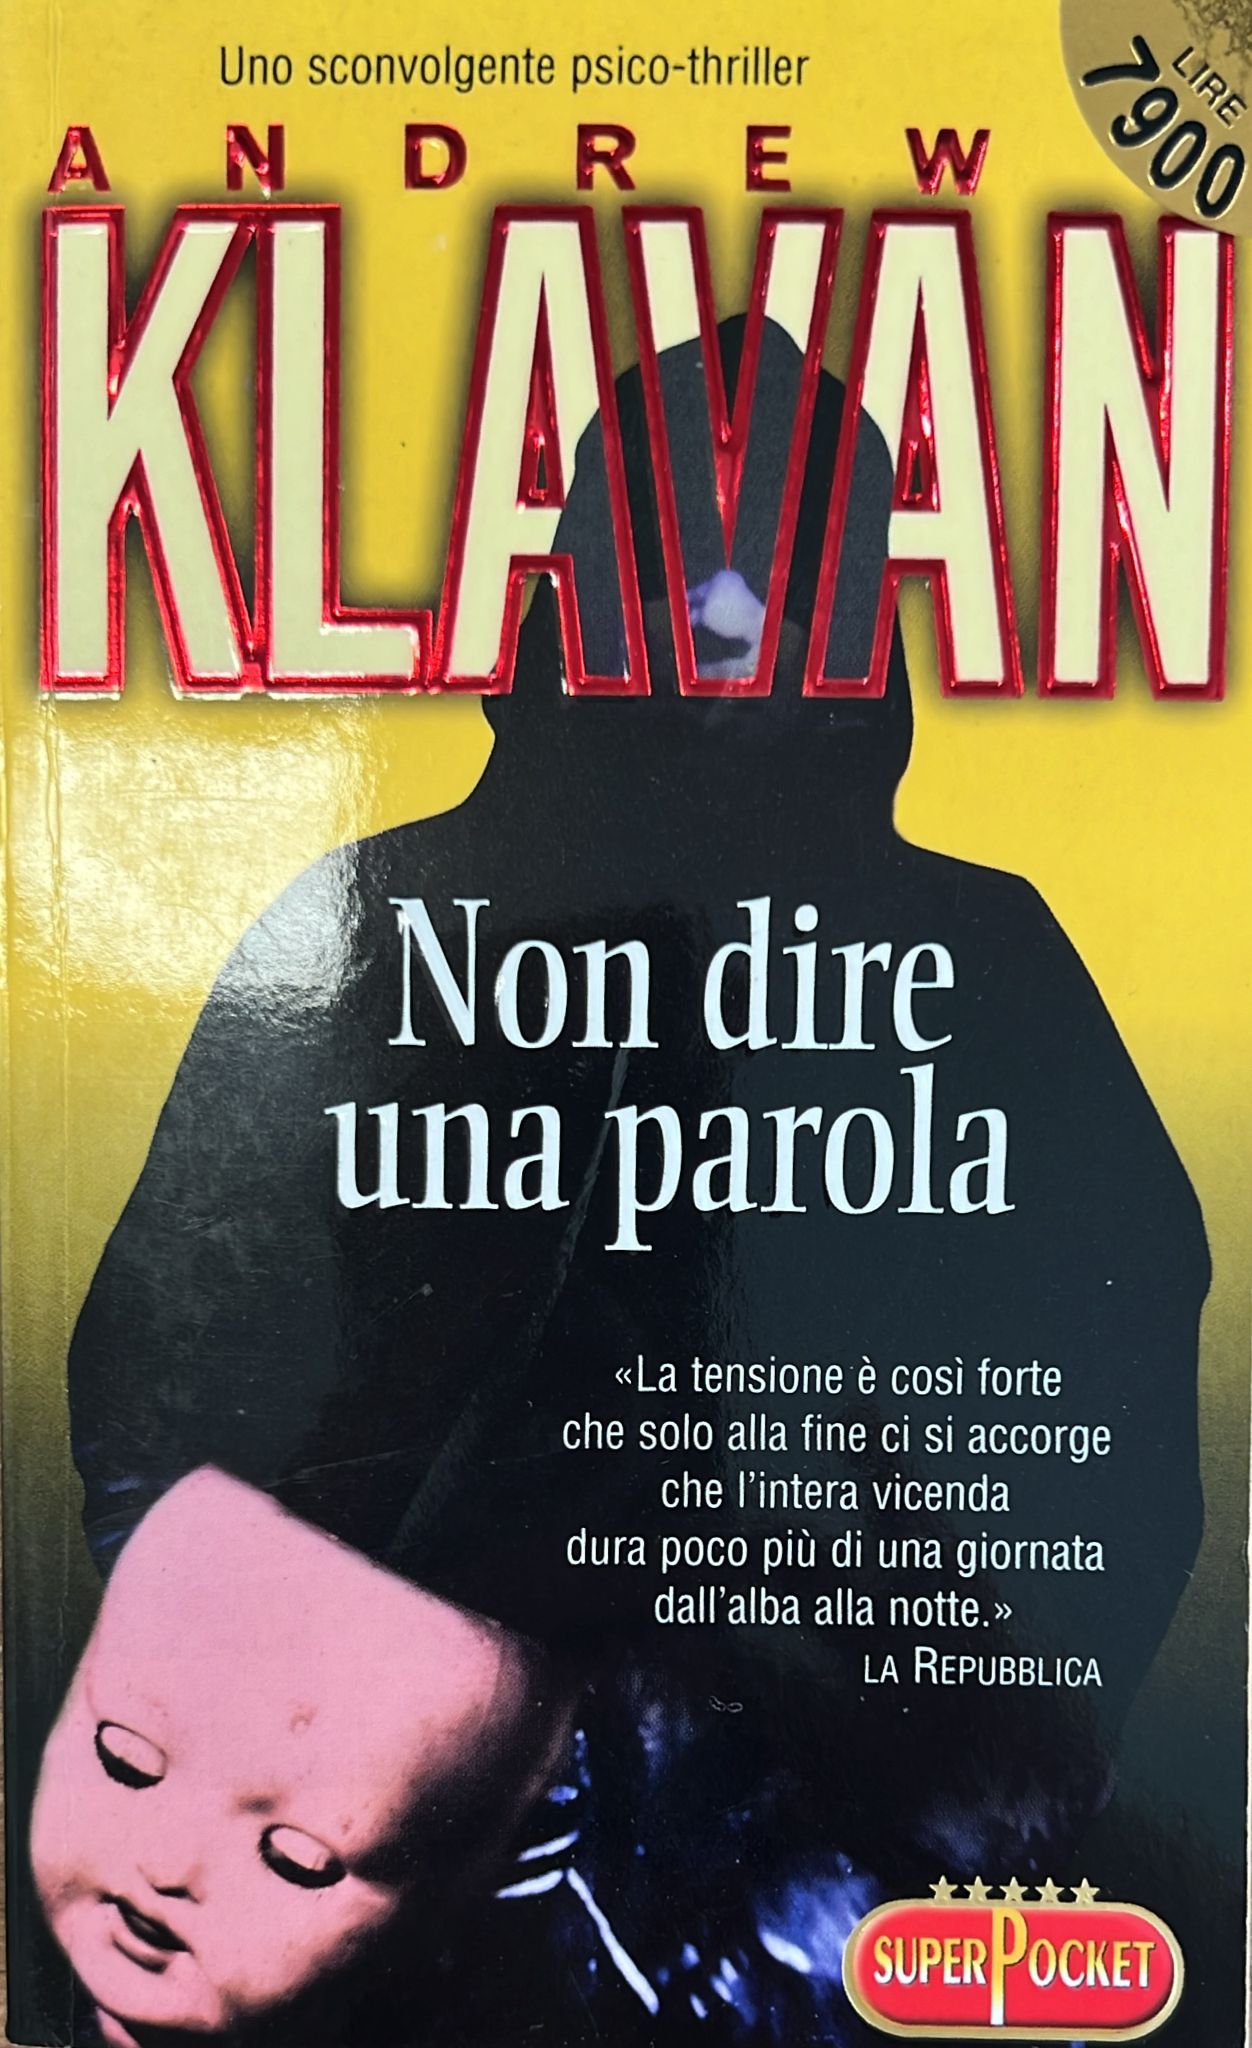 Uno sconvolgente psico-thriller
LIRE
7900
ANDREW
KLAVAN
Non dire
una parola
«La tensione è così forte
che solo alla fine ci si accorge
che l'intera vicenda
dura poco più di una giornata
dall'alba alla notte.»
LA REPUBBLICA
SUPERPOCKET